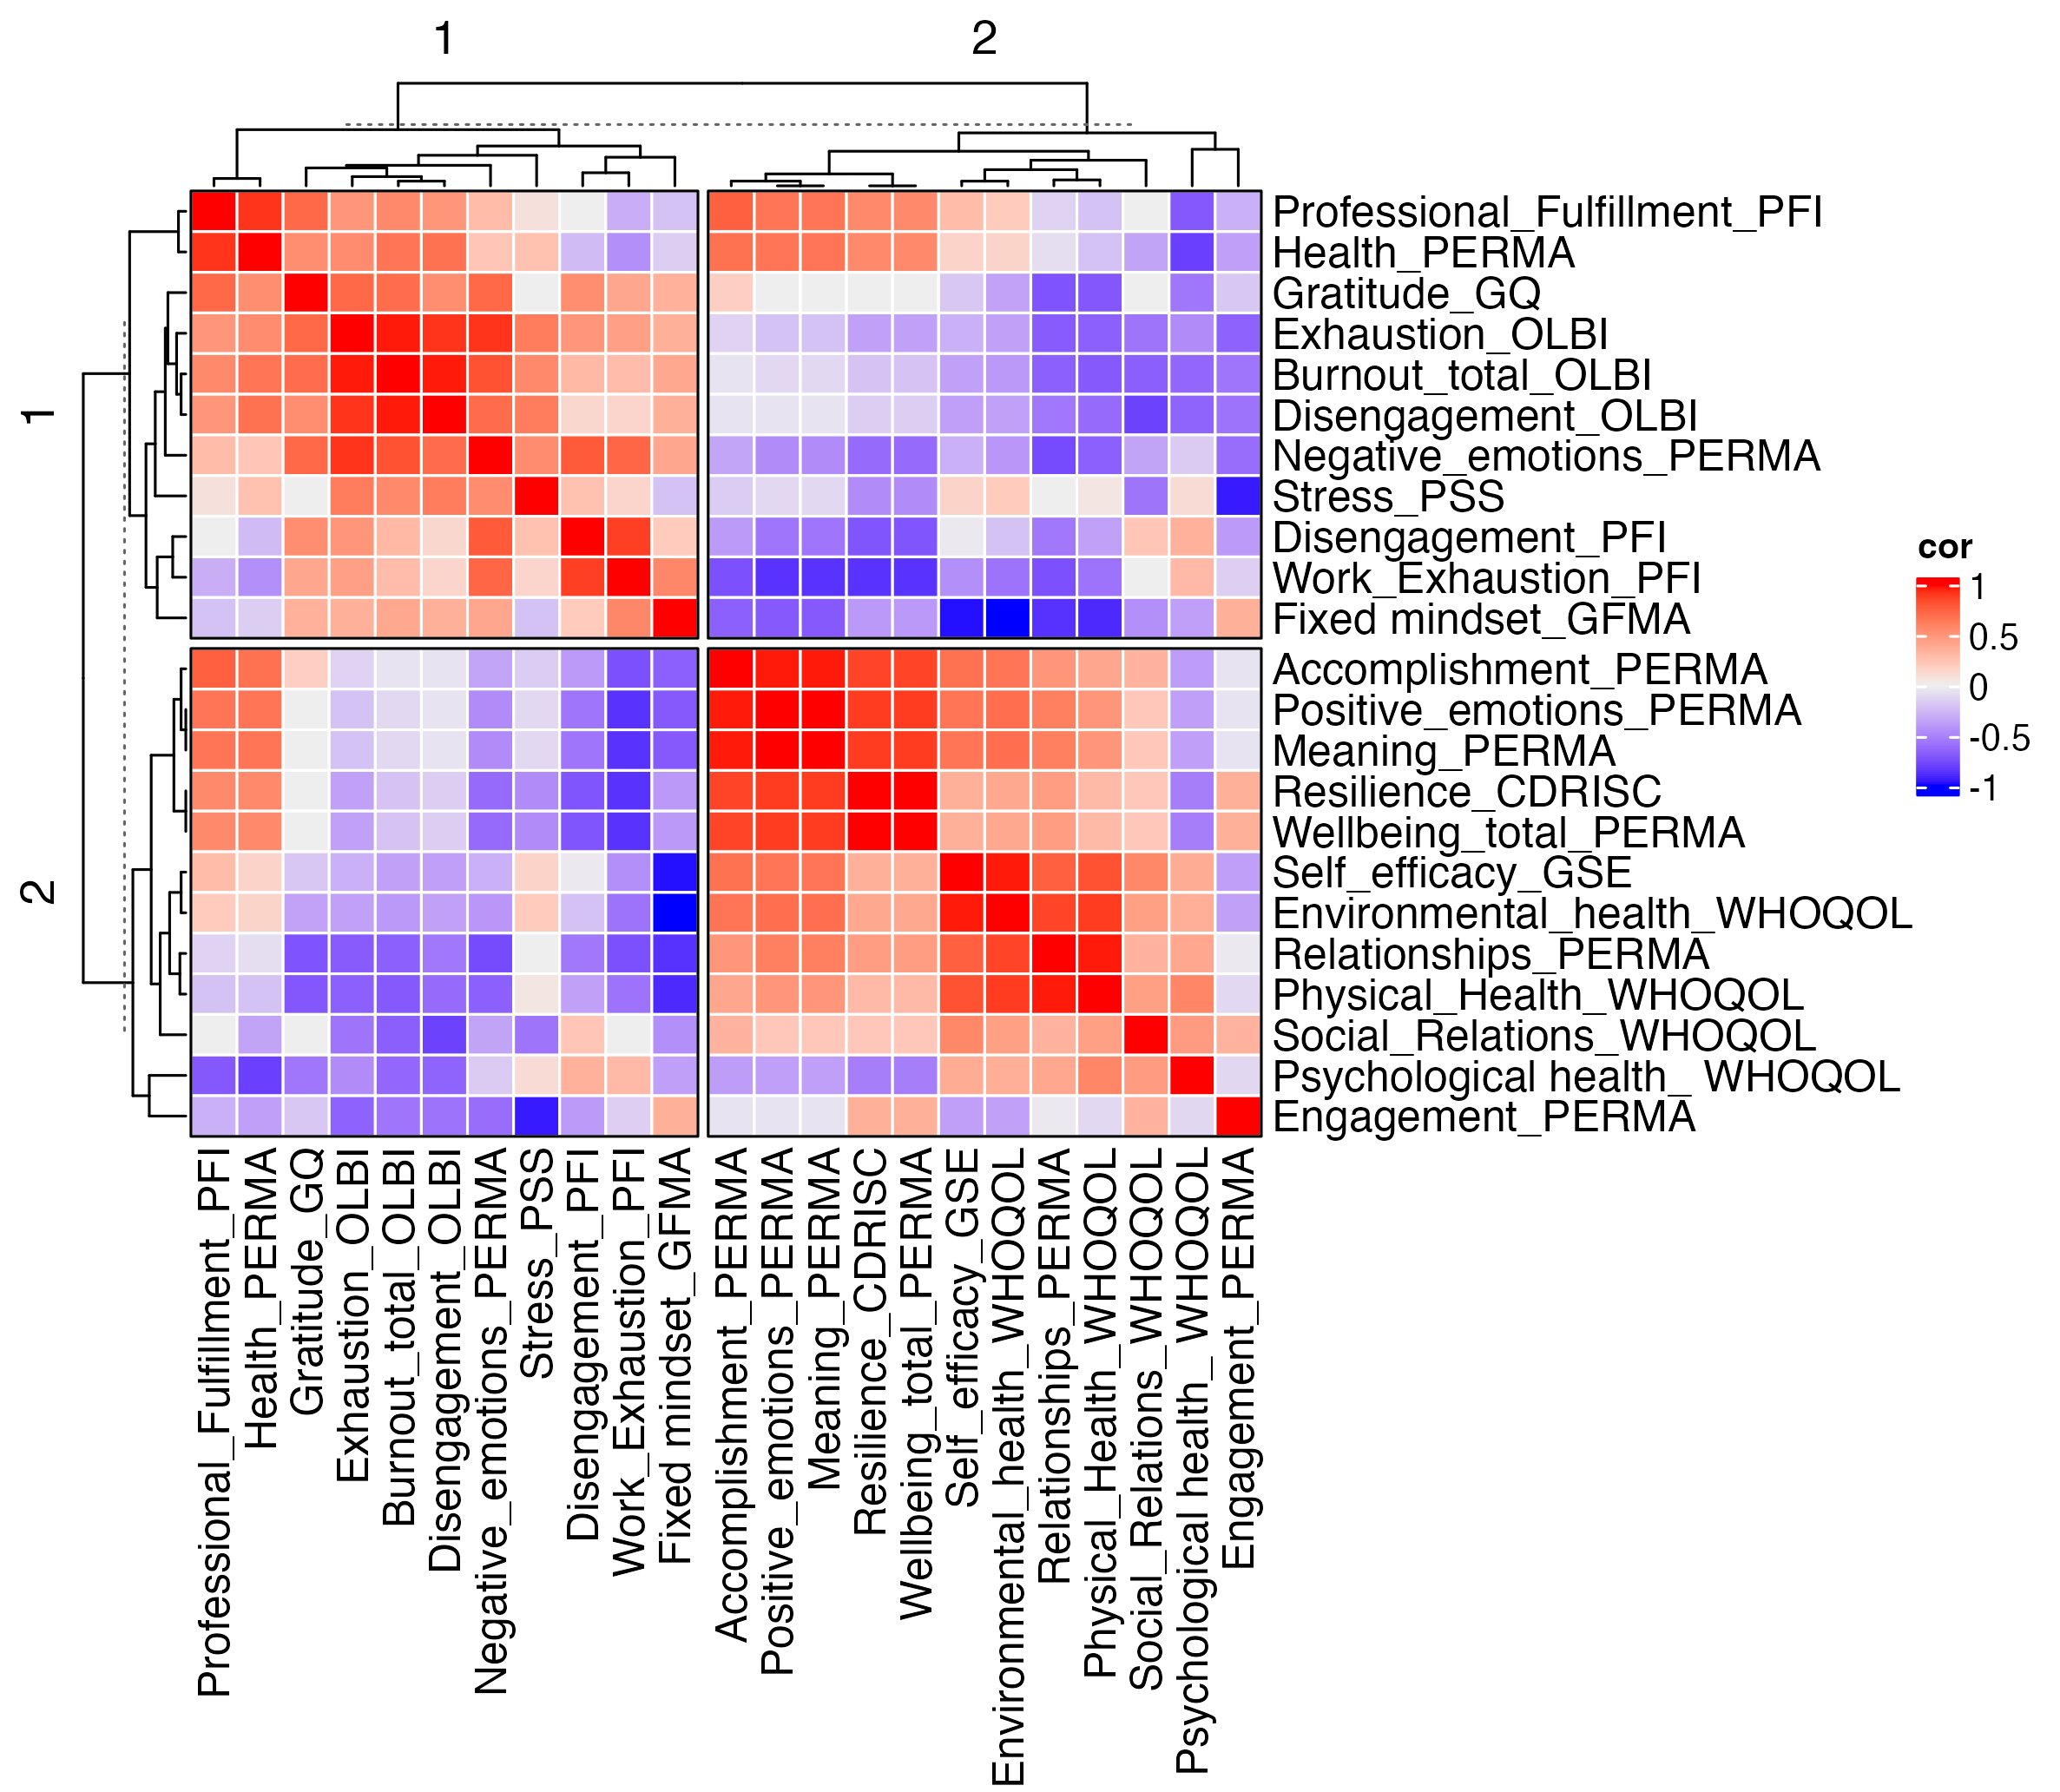 1
2
1
2
Professional_Fulfillment_PFI
Health_PERMA
Gratitude_GQ
Exhaustion_OLBI
Burnout_total_OLBI
Disengagement_OLBI
Negative_emotions_PERMA
Stress_PSS
Disengagement_PFI
Work_Exhaustion_PFI
Fixed mindset_GFMA
Accomplishment_PERMA
Positive_emotions_PERMA
Meaning_PERMA
Resilience_CDRISC
Wellbeing_total_PERMA
Self_efficacy_GSE
Environmental_health_WHOQOL
Relationships_PERMA
Physical_Health_WHOQOL
Social_Relations_WHOQOL
Psychological health_ WHOQOL
Engagement_PERMA
cor
1
0.5
0
-0.5
-1
Professional_Fulfillment_PFI
Health_PERMA
Gratitude_GQ
Exhaustion_OLBI
Burnout_total_OLBI
Disengagement_OLBI
Negative_emotions_PERMA
Stress_PSS
Disengagement_PFI
Work_Exhaustion_PFI
Fixed mindset_GFMA
Accomplishment_PERMA
Positive_emotions_PERMA
Meaning_PERMA
Resilience_CDRISC
Wellbeing_total_PERMA
Self_efficacy_GSE
Environmental_health_WHOQOL
Relationships_PERMA
Physical_Health_WHOQOL
Social_Relations_WHOQOL
Psychological health_ WHOQOL
Engagement_PERMA